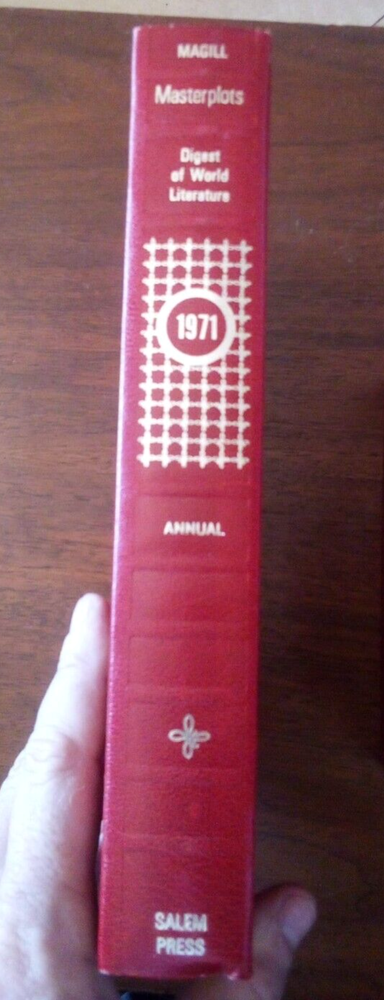 MAGILL
Masterplots
Digest
of World
Literature
1971
ANNUAL
SALEM
PRESS